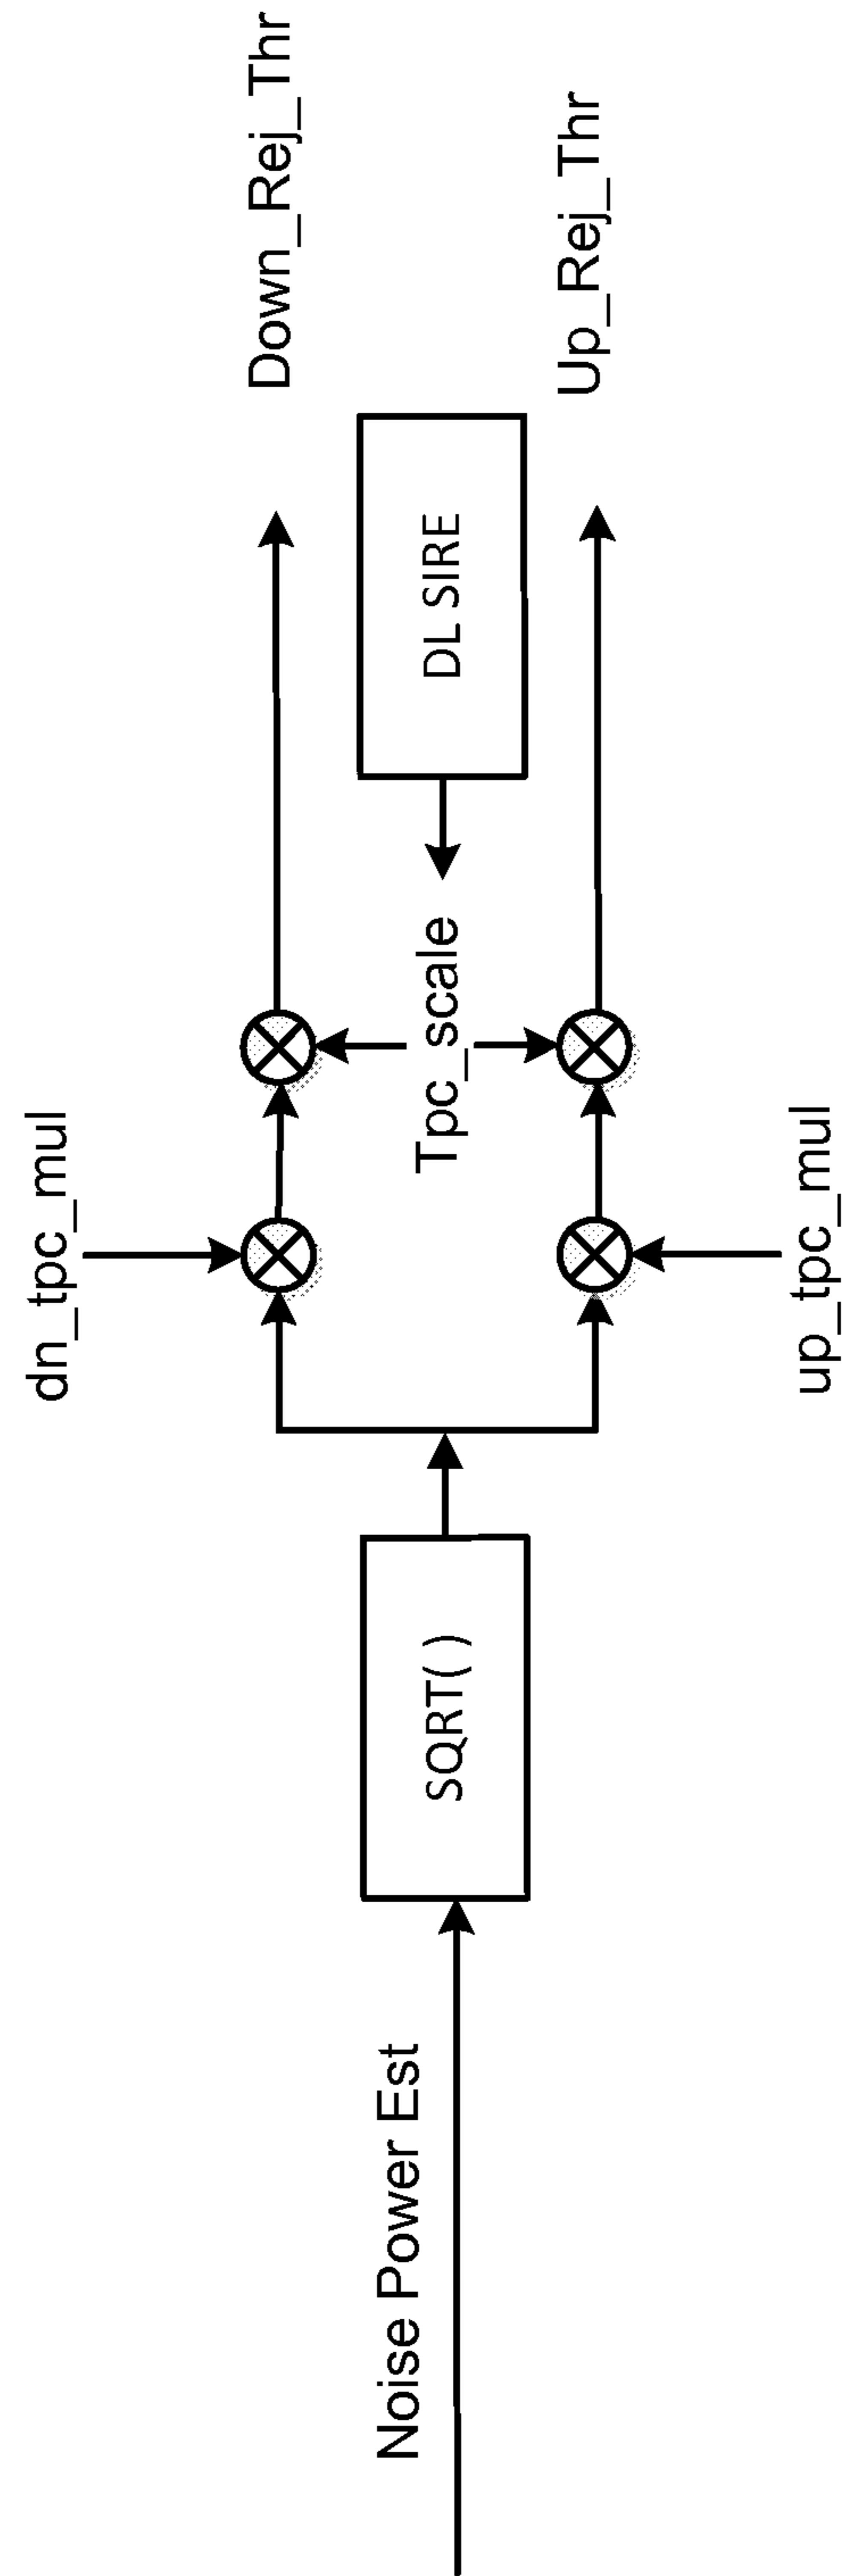 Noise Power Est
SQRT( )
dn_tpc_mul
up_tpc_mul
Tpc_scale
DL SIRE
Down_Rej_Thr
Up_Rej_Thr